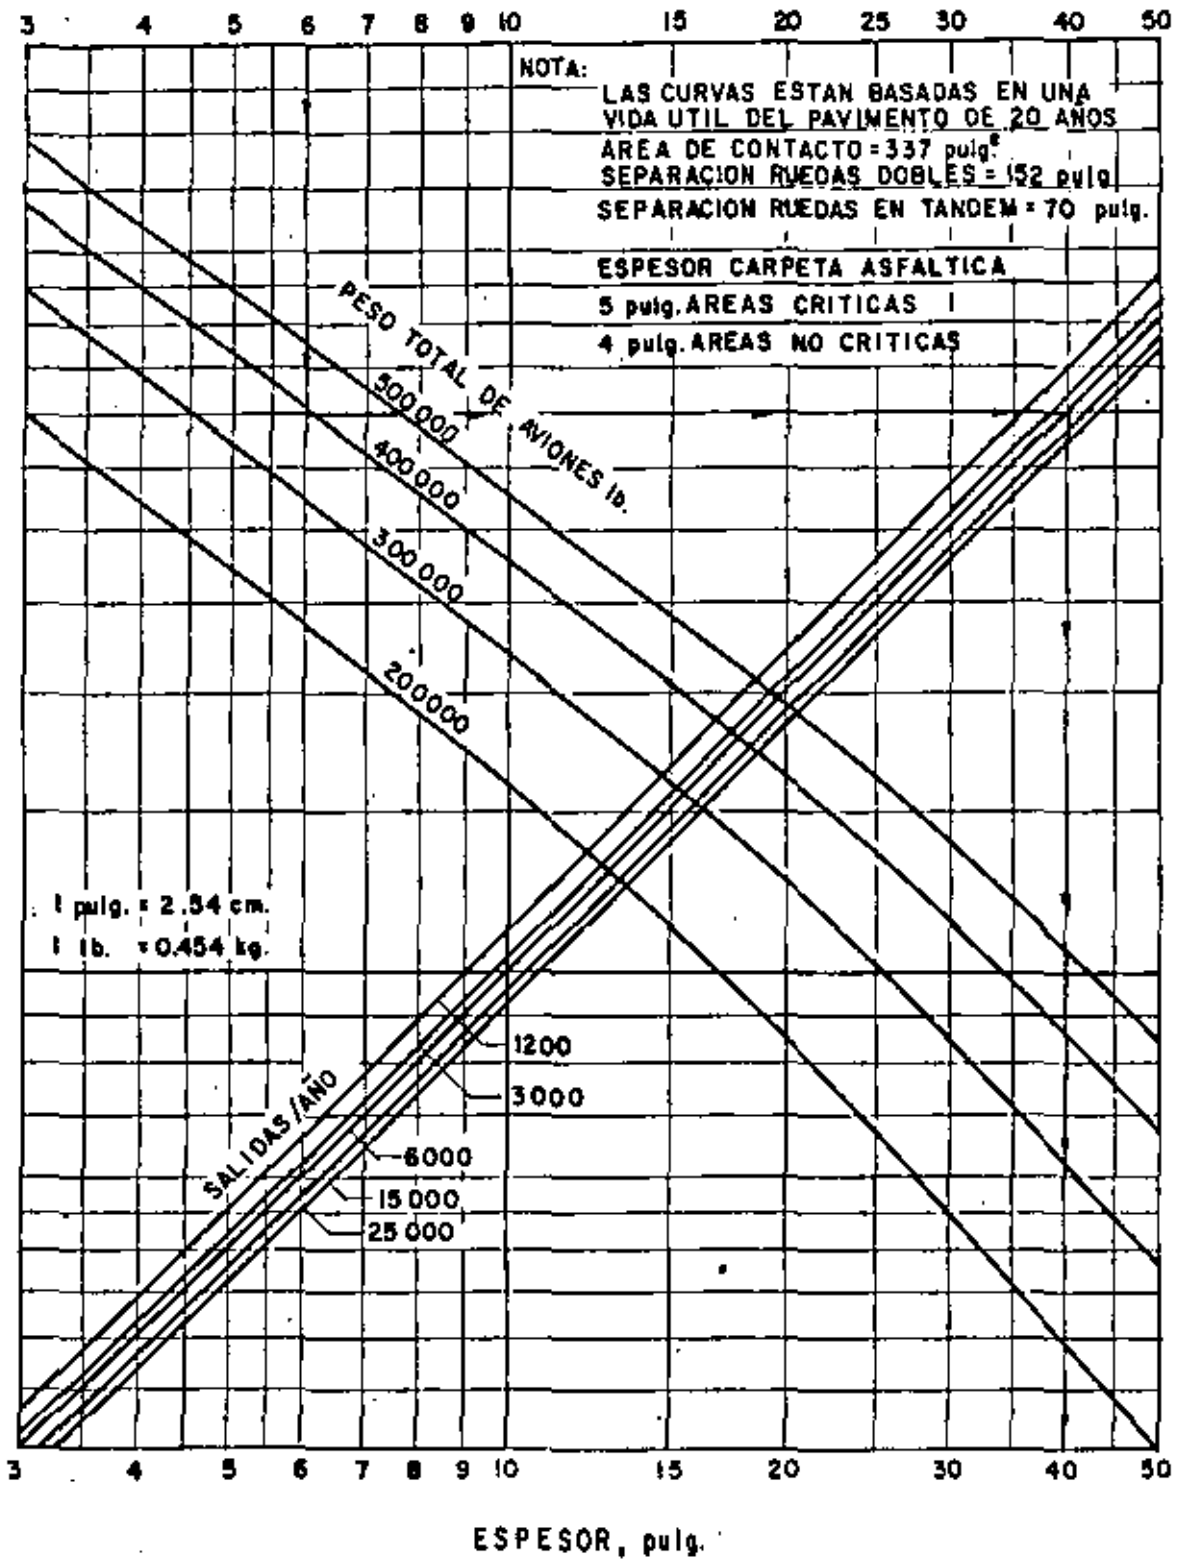 3 4 5 6 7 8 9 10 15 20 25 30 40 50
NOTA:
LAS CURVAS ESTAN BASADAS EN UNA
VIDA UTIL DEL PAVIMENTO DE 20 AÑOS
AREA DE CONTACTO = 337 pulg²
SEPARACION RUEDAS DOBLES = 152 pulg
SEPARACION RUEDAS EN TANDEM = 70 pulg.
ESPESOR CARPETA ASFALTICA
5 pulg. AREAS CRITICAS
4 pulg. AREAS NO CRITICAS
PESO TOTAL DE AVIONES lb.
500 000
400 000
300 000
200000
1 pulg. = 2.54 cm.
1 lb. = 0.454 kg.
SALIDAS/AÑO
1200
3000
6000
15 000
25 000
3 4 5 6 7 8 9 10 15 20 30 40 50
ESPESOR, pulg.